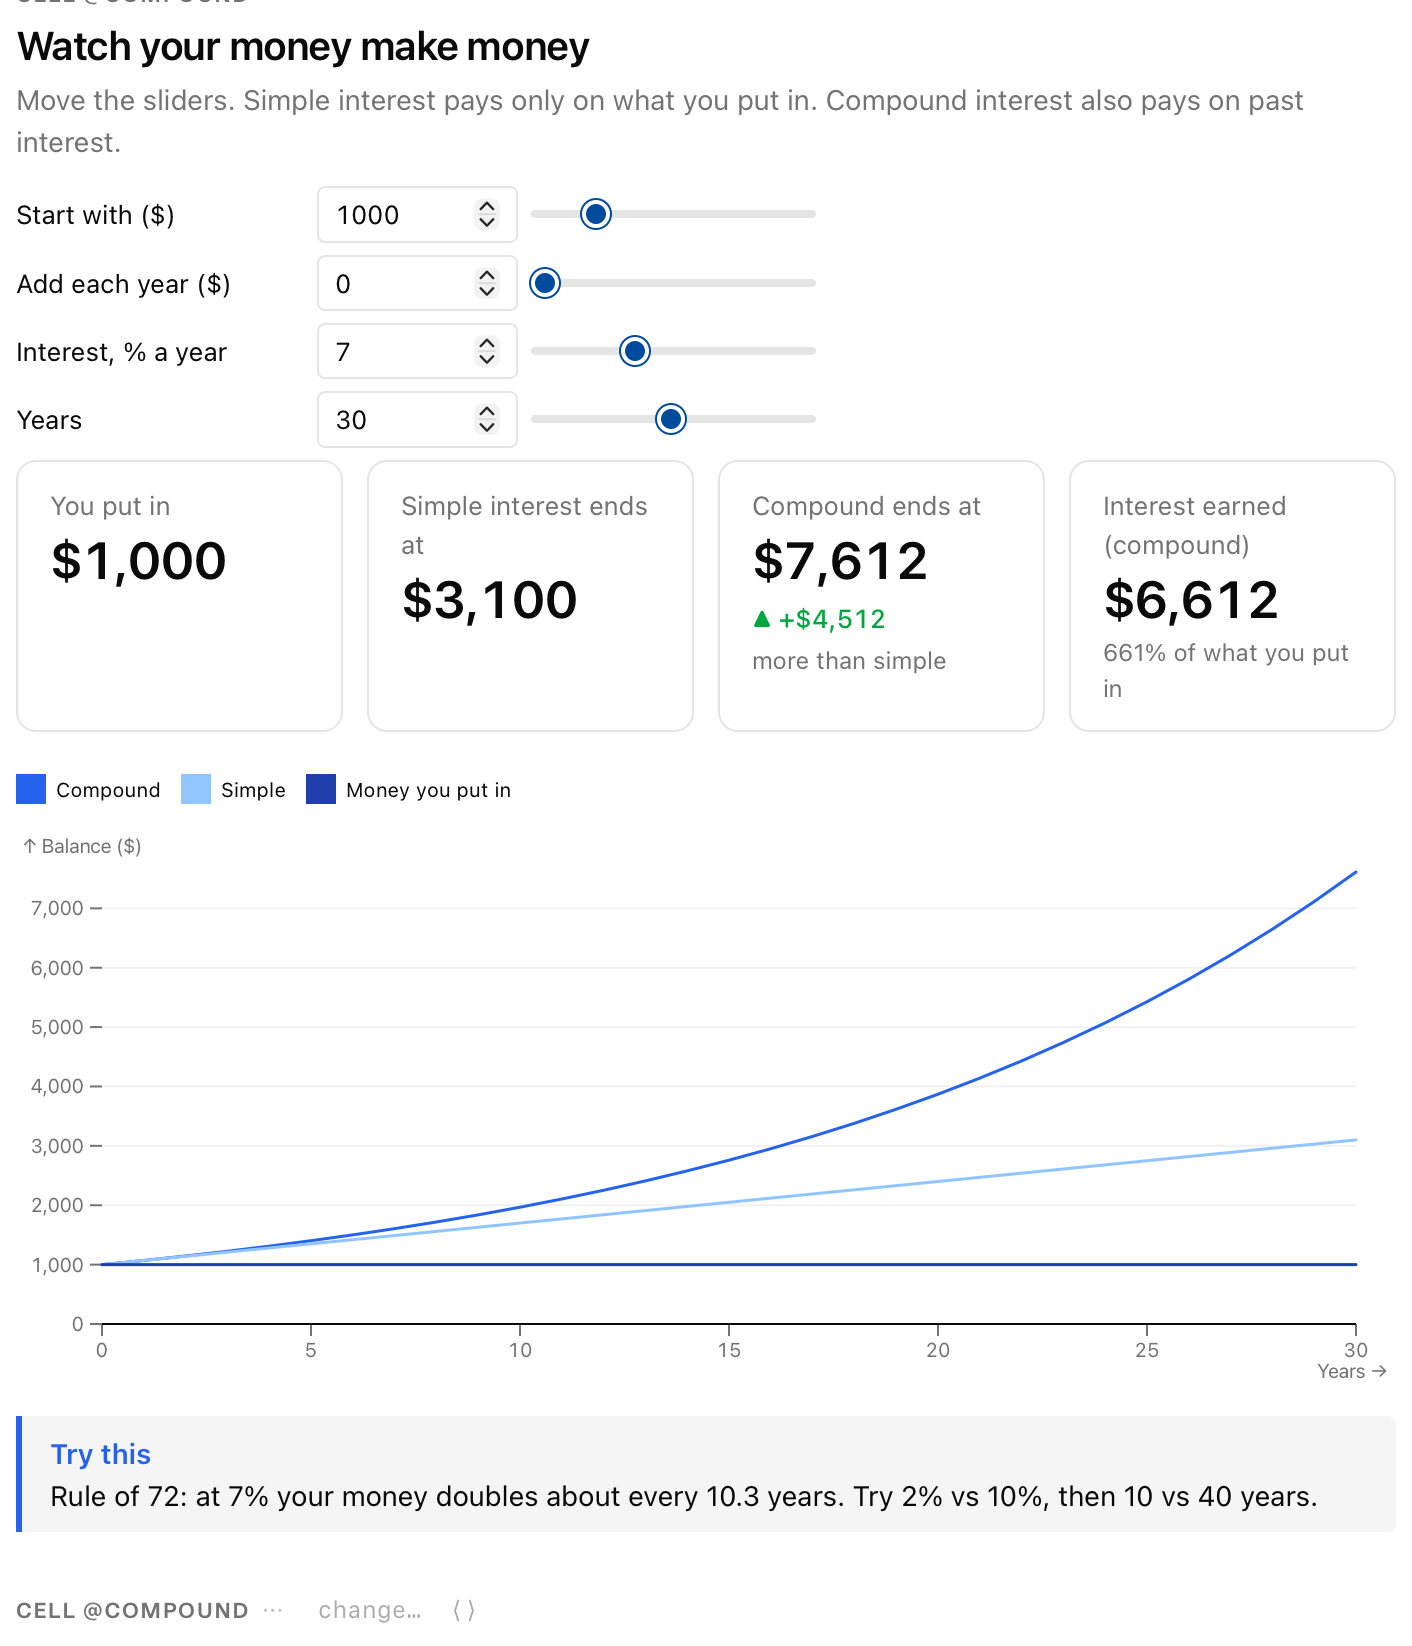 CELL @COMPOUND
Watch your money make money
Move the sliders. Simple interest pays only on what you put in. Compound interest also pays on past
interest.
Start with ($)
1000
Add each year ($)
0
Interest, % a year
7
Years
30
You put in
$1,000
Simple interest ends
at
$3,100
Compound ends at
$7,612
▲ +$4,512
more than simple
Interest earned
(compound)
$6,612
661% of what you put
in
Compound
Simple
Money you put in
↑ Balance ($)
7,000
6,000
5,000
4,000
3,000
2,000
1,000
0
0 5 10 15 20 25 30
Years →
Try this
Rule of 72: at 7% your money doubles about every 10.3 years. Try 2% vs 10%, then 10 vs 40 years.
CELL @COMPOUND ··· change… ⟨ ⟩